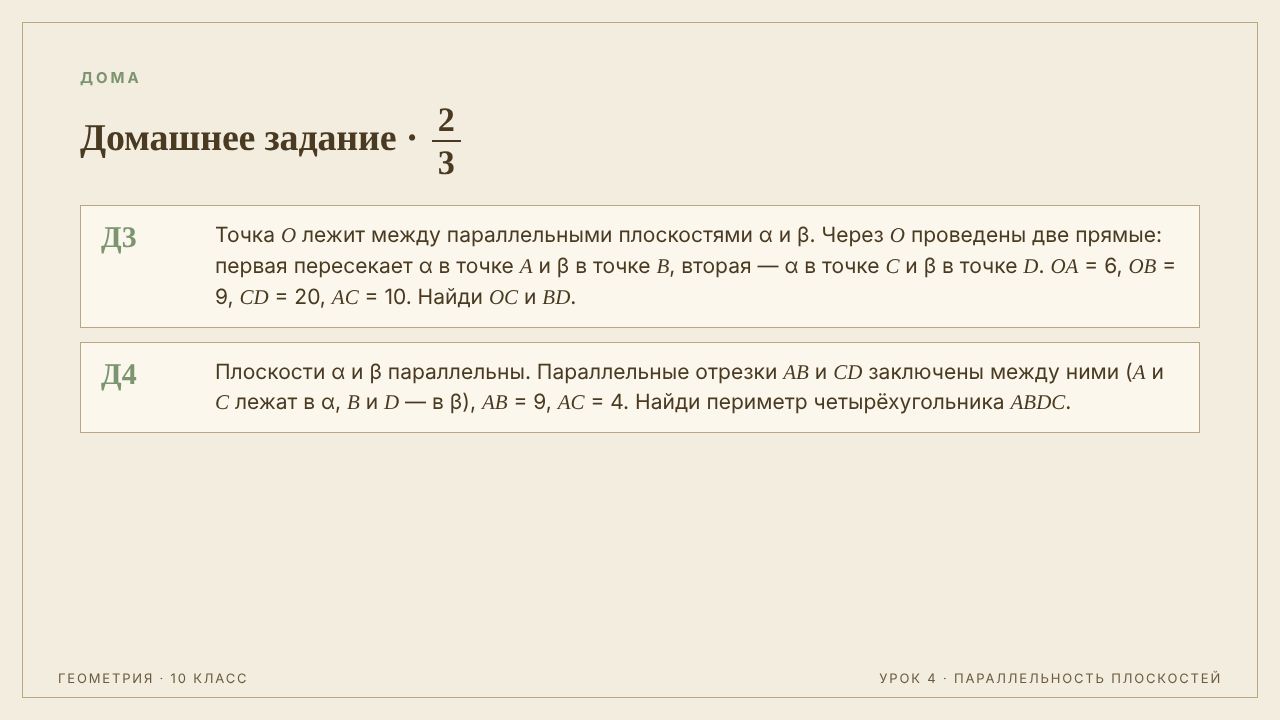 ДОМА
Домашнее задание · 2/3
Д3
Точка O лежит между параллельными плоскостями α и β. Через O проведены две прямые:
первая пересекает α в точке A и β в точке B, вторая — α в точке C и β в точке D. OA = 6, OB =
9, CD = 20, AC = 10. Найди OC и BD.
Д4
Плоскости α и β параллельны. Параллельные отрезки AB и CD заключены между ними (A и
C лежат в α, B и D — в β), AB = 9, AC = 4. Найди периметр четырёхугольника ABDC.
ГЕОМЕТРИЯ · 10 КЛАСС
УРОК 4 · ПАРАЛЛЕЛЬНОСТЬ ПЛОСКОСТЕЙ